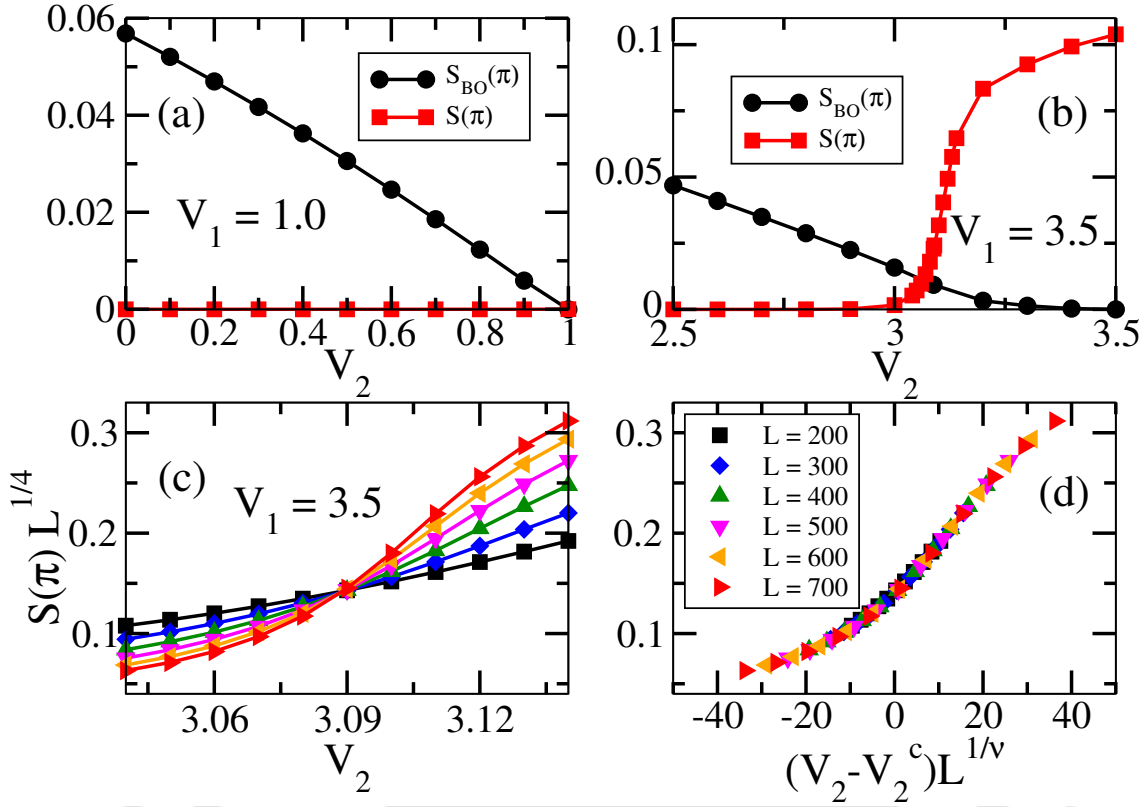 0.06
0.04
0.02
0
S_BO(π)
S(π)
(a)
V_1 = 1.0
0 0.2 0.4 0.6 0.8 1
V_2
0.1
0.05
0
S_BO(π)
S(π)
(b)
V_1 = 3.5
2.5 3 3.5
V_2
S(π) L^{1/4}
0.3
0.2
0.1
(c)
V_1 = 3.5
3.06 3.09 3.12
V_2
0.3
0.2
0.1
L = 200
L = 300
L = 400
L = 500
L = 600
L = 700
(d)
-40 -20 0 20 40
(V_2-V_2^c)L^{1/ν}